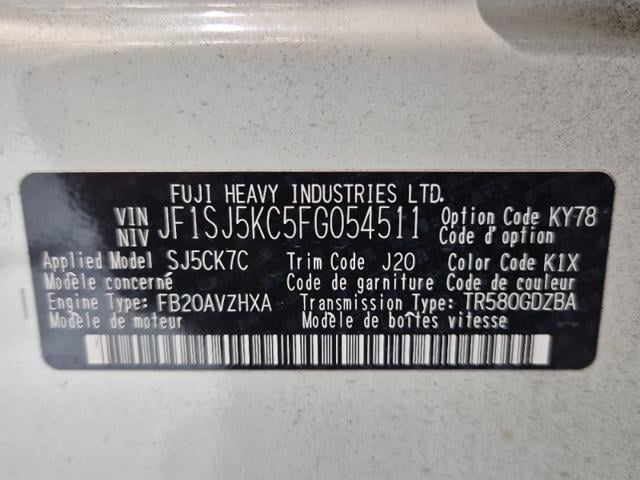 FUJI HEAVY INDUSTRIES LTD.
VIN NIV JF1SJ5KC5FG054511 Option Code KY-78
Code d'option
Applied Model SJ5CK7C Trim Code J20 Color Code K1X
Modèle concerné Code de garniture Code de couleur
Engine Type: FB20AVZHXA Transmission Type: TR580GDZBA
Modèle de moteur Modèle de boîtes vitesse